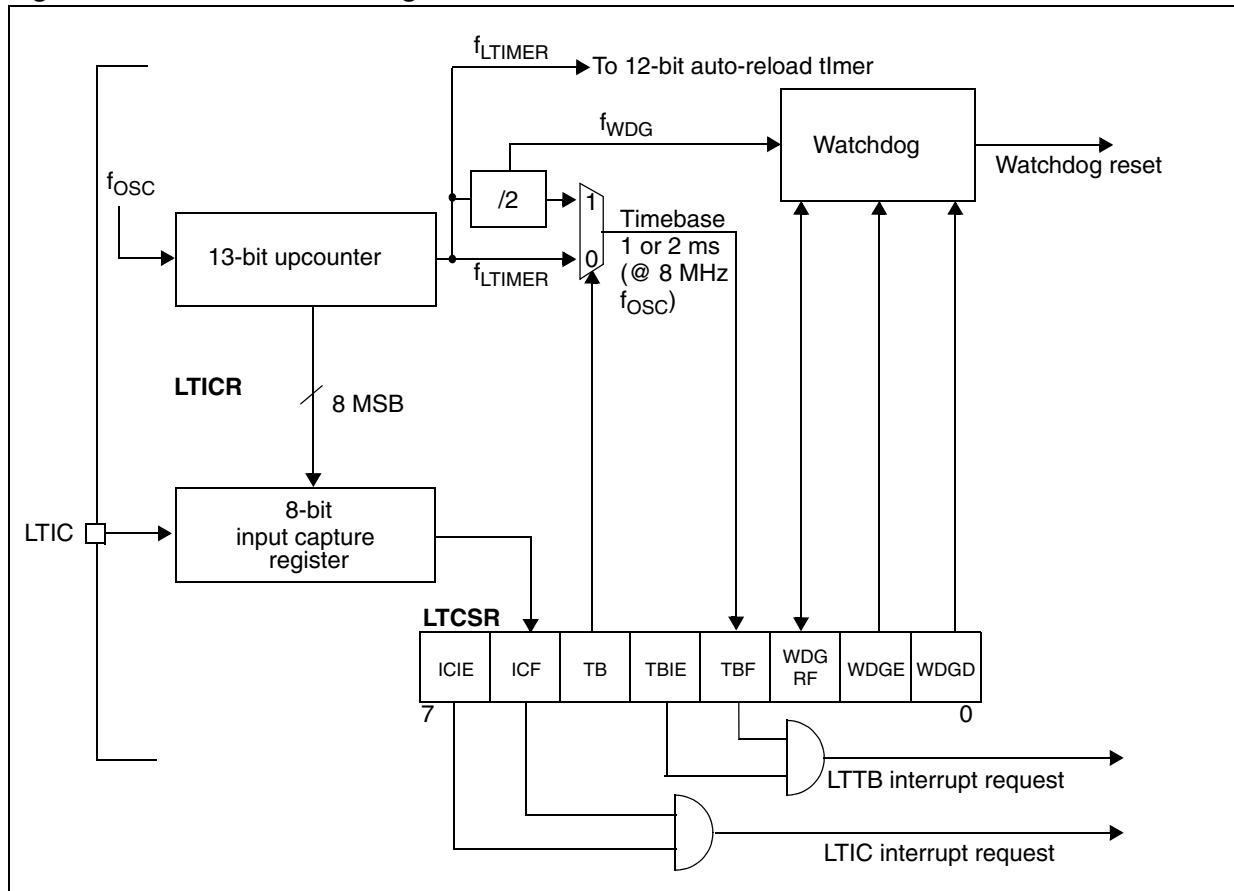 fLTIMER
To 12-bit auto-reload tImer
fWDG
Watchdog
Watchdog reset
fOSC
/2
1
0
Timebase
1 or 2 ms
(@ 8 MHz
fOSC)
13-bit upcounter
fLTIMER
LTICR
8 MSB
LTIC
8-bit
input capture
register
LTCSR
ICIE ICF TB TBIE TBF WDG RF WDGE WDGD
7 0
LTTB interrupt request
LTIC interrupt request